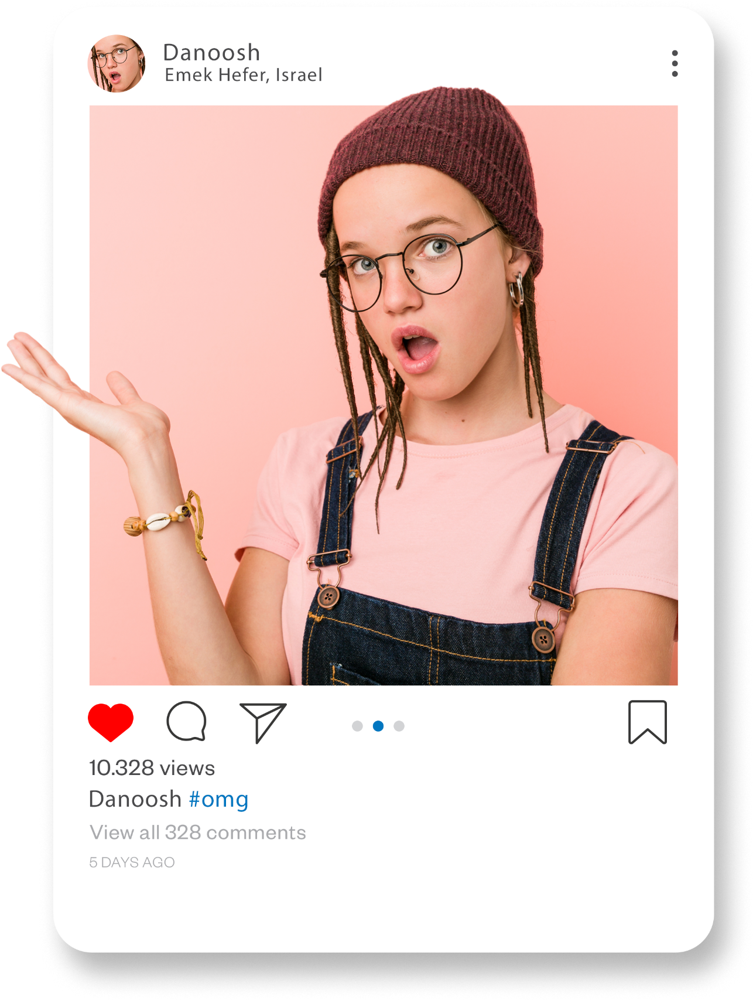 Danoosh
Emek Hefer, Israel
10.328 views
Danoosh #omg
View all 328 comments
5 DAYS AGO